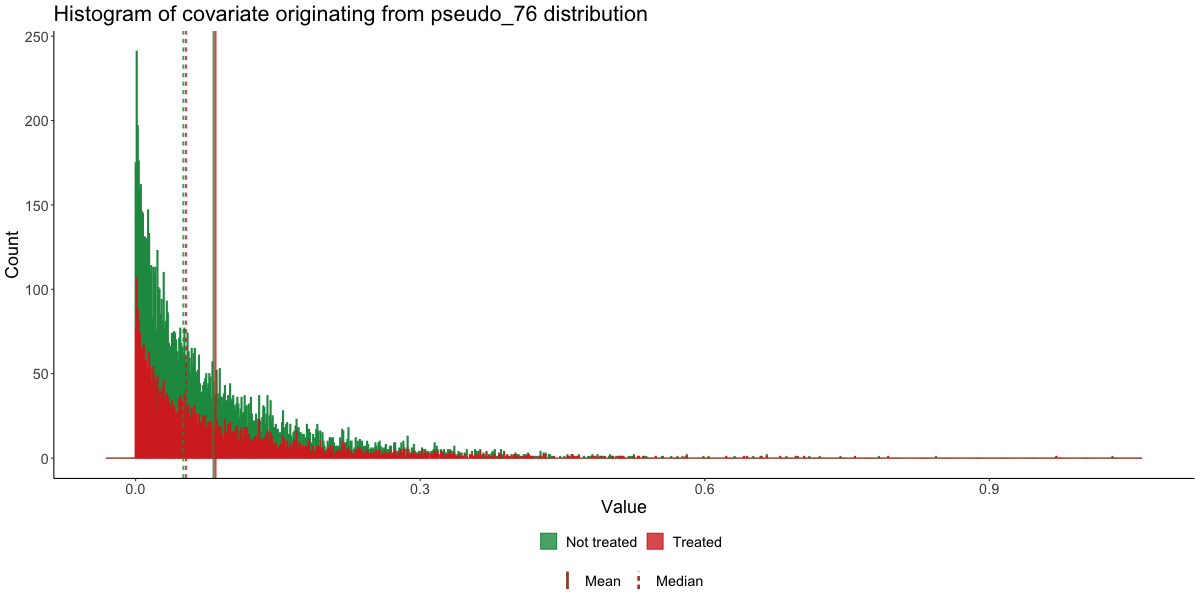 Histogram of covariate originating from pseudo_76 distribution
250
200
150
100
50
0
Count
0.0 0.3 0.6 0.9
Value
Not treated Treated
Mean Median